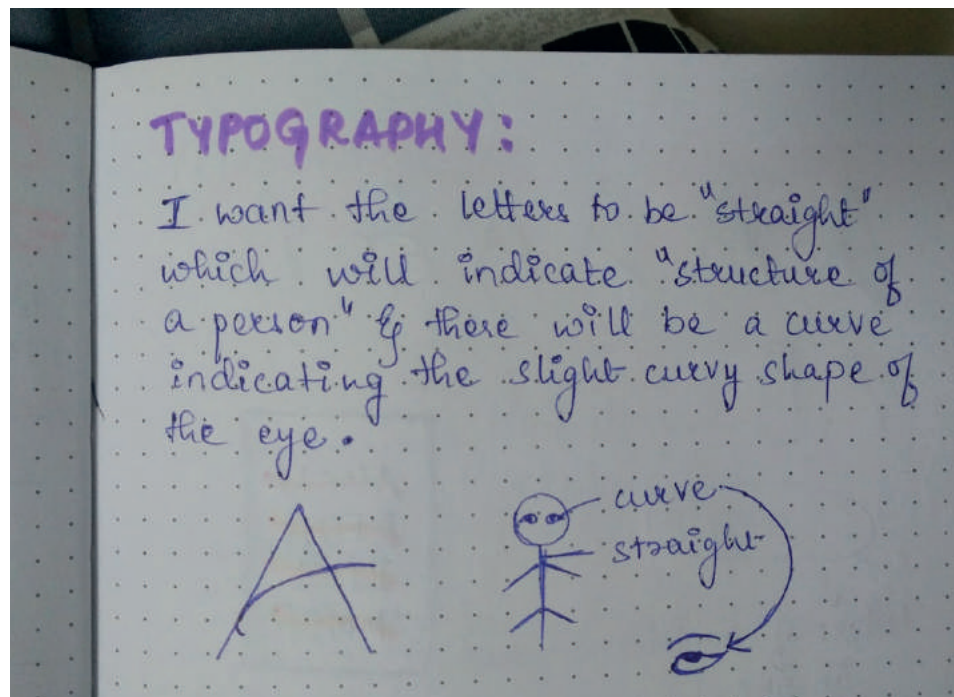 TYPOGRAPHY:
I want the letters to be "straight"
which will indicate "structure of
a person" & there will be a curve
indicating the slight curvy shape of
the eye.
A
curve
straight